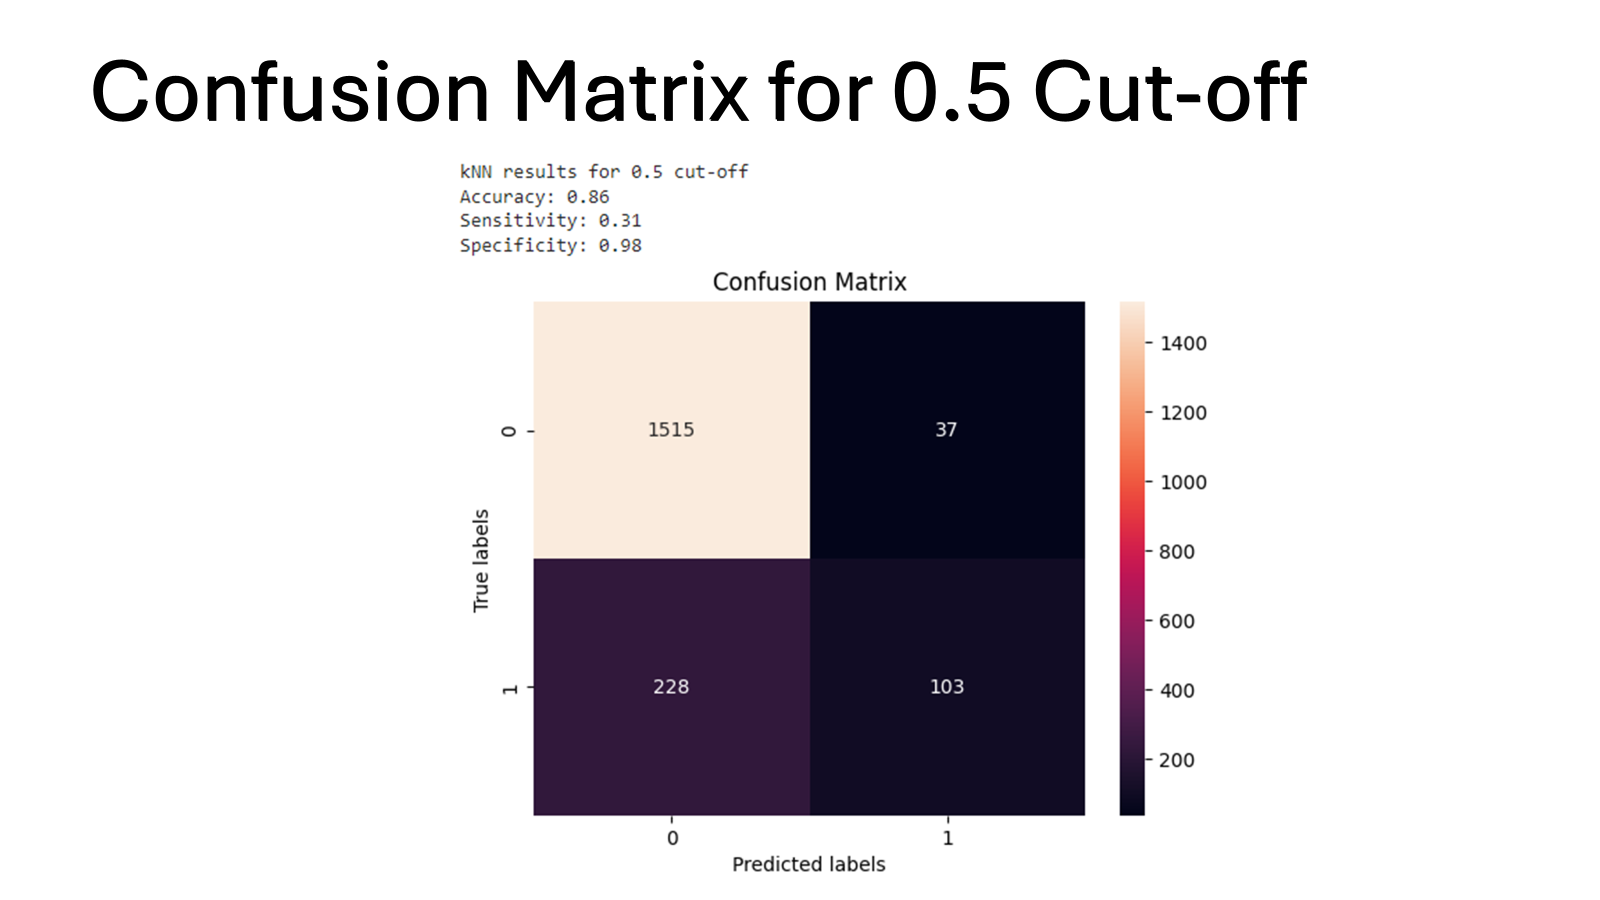 Confusion Matrix for 0.5 Cut-off
kNN results for 0.5 cut-off
Accuracy: 0.86
Sensitivity: 0.31
Specificity: 0.98
Confusion Matrix
1515
37
228
103
0
1
True labels
0
1
Predicted labels
1400
1200
1000
800
600
400
200